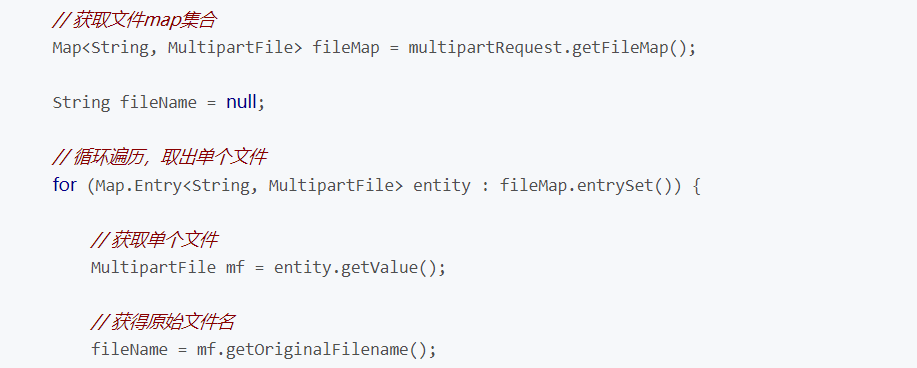 // 获取文件map集合
Map<String, MultipartFile> fileMap = multipartRequest.getFileMap();
String fileName = null;
// 循环遍历，取出单个文件
for (Map.Entry<String, MultipartFile> entity : fileMap.entrySet()) {
// 获取单个文件
MultipartFile mf = entity.getValue();
// 获得原始文件名
fileName = mf.getOriginalFilename();